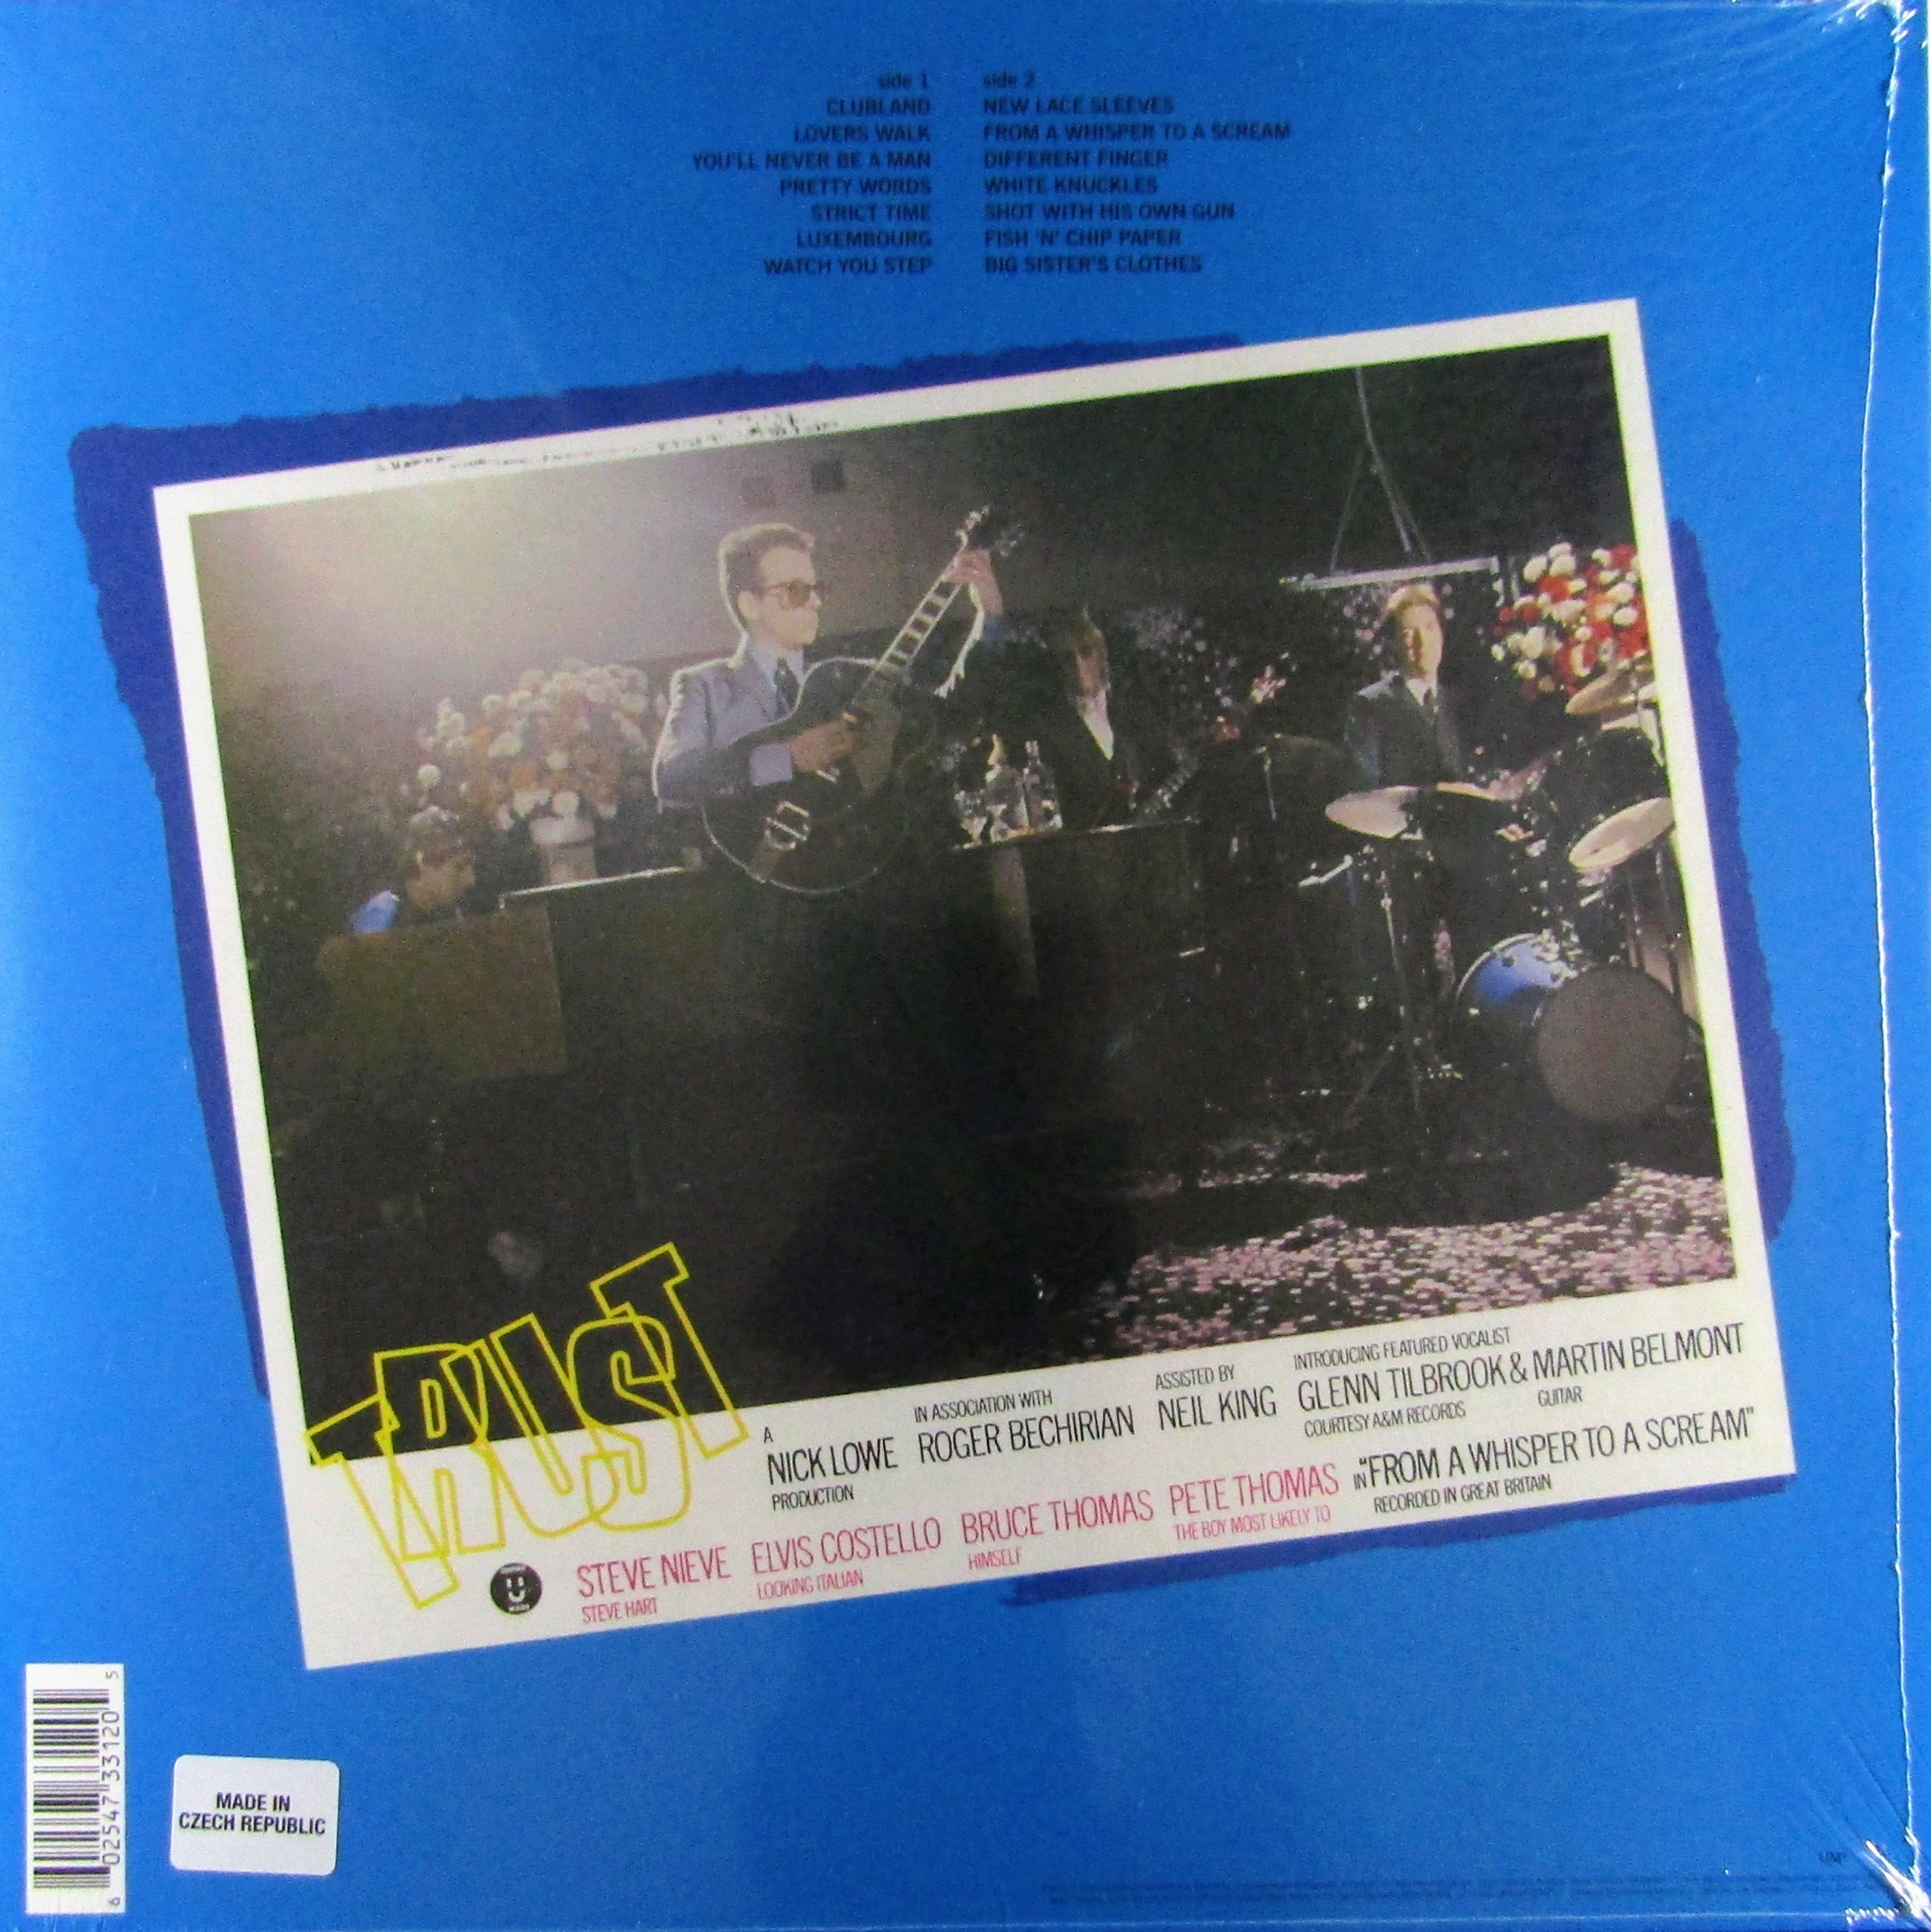 side 1
CLUBLAND
LOVERS WALK
YOU'LL NEVER BE A MAN
PRETTY WORDS
STRICT TIME
LUXEMBOURG
WATCH YOU STEP
side 2
NEW LACE SLEEVES
FROM A WHISPER TO A SCREAM
DIFFERENT FINGER
WHITE KNUCKLES
SHOT WITH HIS OWN GUN
FISH 'N' CHIP PAPER
BIG SISTER'S CLOTHES
TRUST
A
NICK LOWE
PRODUCTION
IN ASSOCIATION WITH
ROGER BECHIRIAN
ASSISTED BY
NEIL KING
INTRODUCING FEATURED VOCALIST
GLENN TILBROOK & MARTIN BELMONT
COURTESY A&M RECORDS
GUITAR
IN "FROM A WHISPER TO A SCREAM"
RECORDED IN GREAT BRITAIN
STEVE NIEVE
STEVE HART
ELVIS COSTELLO
LOOKING ITALIAN
BRUCE THOMAS
HIMSELF
PETE THOMAS
THE BOY MOST LIKELY TO
6 02547 33120 5
MADE IN
CZECH REPUBLIC